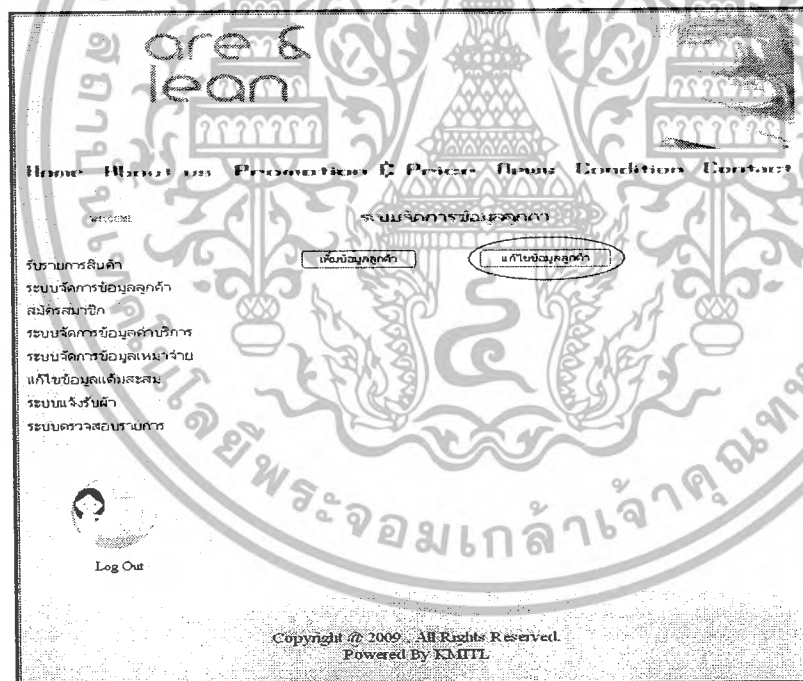 are &
lean
Home About us Promotion & Price News Condition Contact
WELCOME
ระบบจัดการข้อมูลลูกค้า
เพิ่มข้อมูลลูกค้า แก้ไขข้อมูลลูกค้า
รับรายการสินค้า
ระบบจัดการข้อมูลลูกค้า
สมัครสมาชิก
ระบบจัดการข้อมูลค่าบริการ
ระบบจัดการข้อมูลเหมาจ่าย
แก้ไขข้อมูลแต้มสะสม
ระบบแจ้งรับผ้า
ระบบตรวจสอบรายการ
Log Out
พระจอมเกล้าเจ้าคุณทหาร
Copyright @ 2009 . All Rights Reserved.
Powered By KMITL